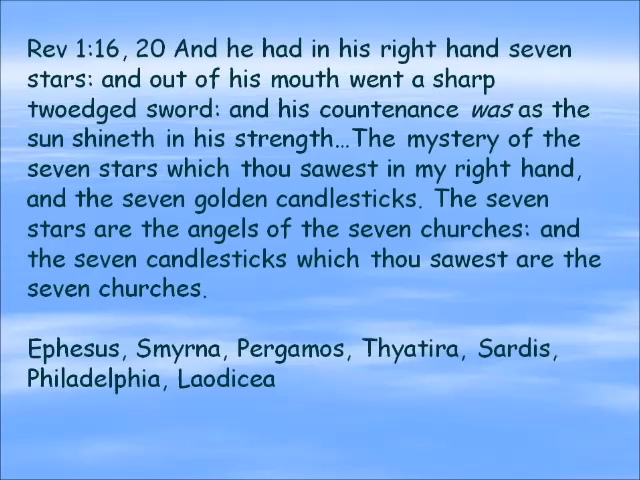 Rev 1:16, 20 And he had in his right hand seven
stars: and out of his mouth went a sharp
twoedged sword: and his countenance was as the
sun shineth in his strength...The mystery of the
seven stars which thou sawest in my right hand,
and the seven golden candlesticks. The seven
stars are the angels of the seven churches: and
the seven candlesticks which thou sawest are the
seven churches.
Ephesus, Smyrna, Pergamos, Thyatira, Sardis,
Philadelphia, Laodicea